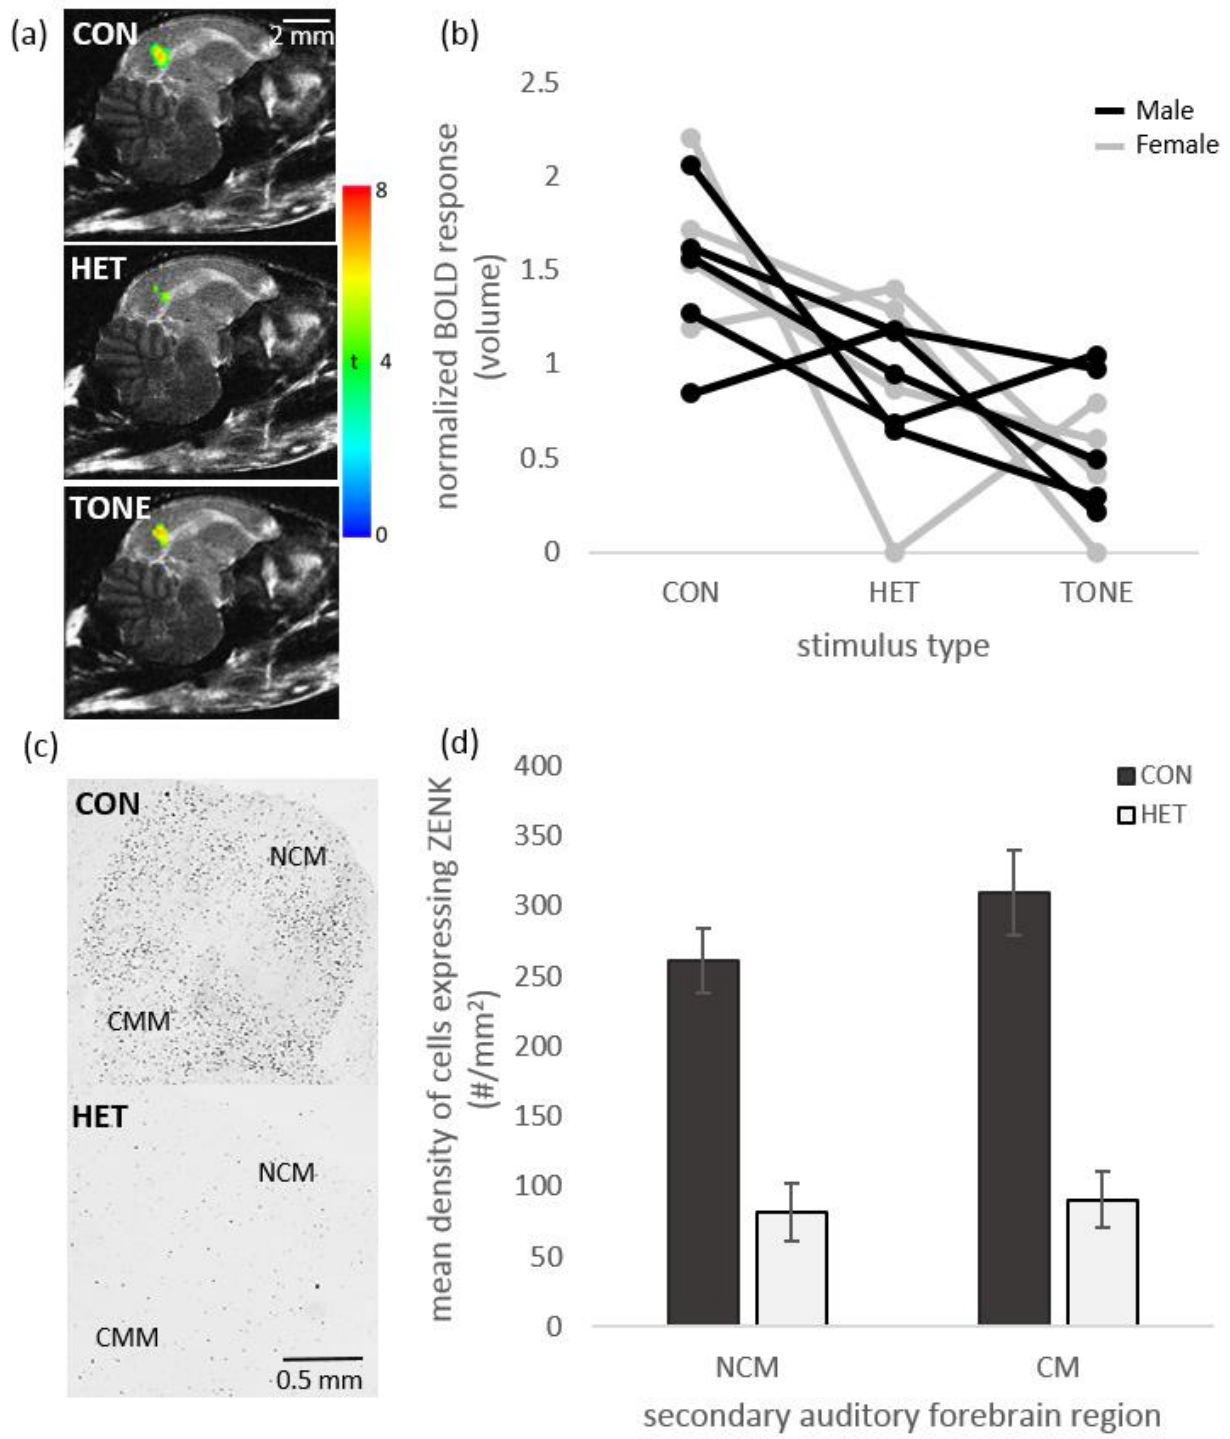 (a)
CON
2 mm
HET
TONE
8
t 4
0
(b)
normalized BOLD response
(volume)
2.5
2
1.5
1
0.5
0
Male
Female
CON HET TONE
stimulus type
(c)
CON
NCM
CMM
HET
NCM
CMM
0.5 mm
(d)
mean density of cells expressing ZENK
(#/mm²)
400
350
300
250
200
150
100
50
0
CON
HET
NCM CM
secondary auditory forebrain region